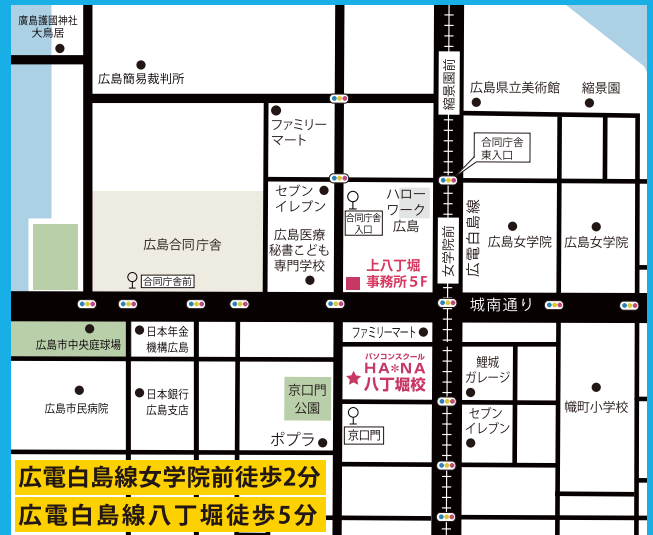 廣島護國神社
大鳥居
広島簡易裁判所
縮景園前
広島県立美術館
縮景園
ファミリー
マート
合同庁舎
東入口
セブン
イレブン
ハロー
ワーク
広島
合同庁舎
入口
広島合同庁舎
広島医療
秘書こども
専門学校
女学院前
広電白島線
広島女学院
広島女学院
上八丁堀
事務所5F
合同庁舎前
城南通り
広島市中央庭球場
日本年金
機構広島
ファミリーマート
パソコンスクール
HA*NA
八丁堀校
鯉城
ガレージ
広島市民病院
日本銀行
広島支店
京口門
公園
幟町小学校
セブン
イレブン
京口門
ポプラ
広電白島線女学院前徒歩2分
広電白島線八丁堀徒歩5分